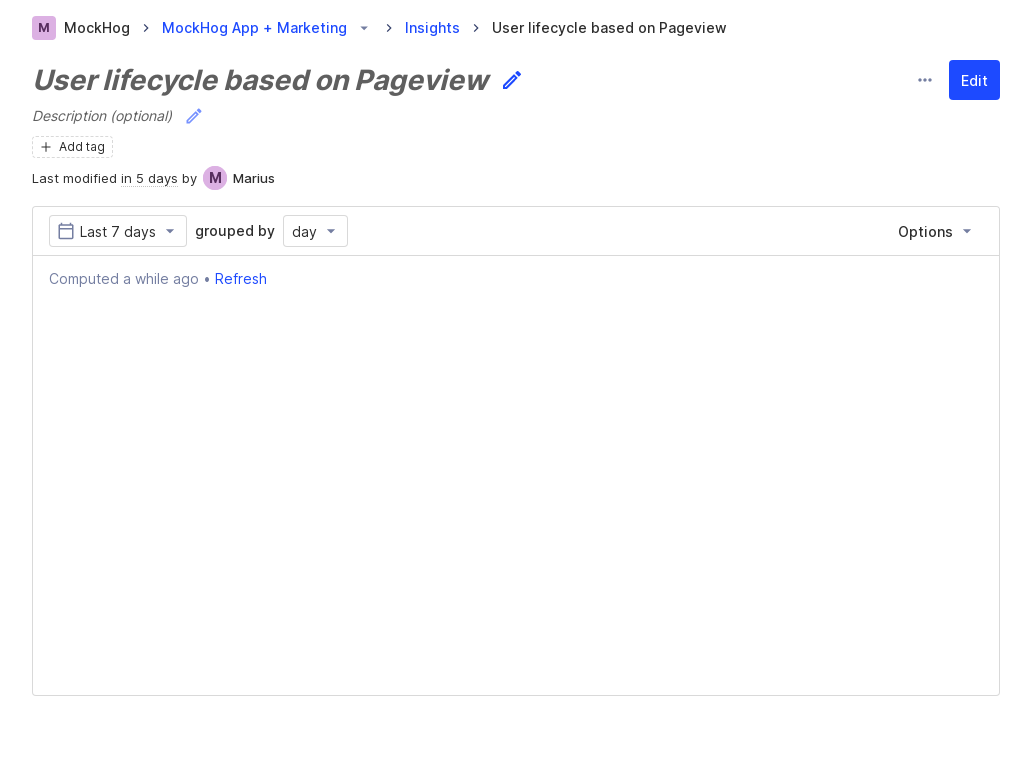 M MockHog MockHog App + Marketing Insights User lifecycle based on Pageview
User lifecycle based on Pageview
Edit
Description (optional)
Add tag
Last modified in 5 days by M Marius
Last 7 days grouped by day Options
Computed a while ago • Refresh